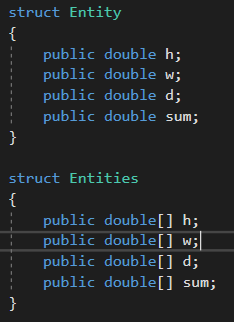 struct Entity
{
public double h;
public double w;
public double d;
public double sum;
}
struct Entities
{
public double[] h;
public double[] w;
public double[] d;
public double[] sum;
}